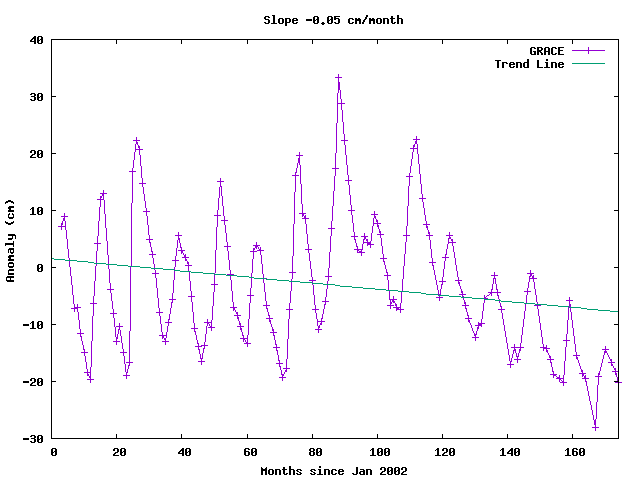 Slope -0.05 cm/month
GRACE
Trend Line
40
30
20
10
0
-10
-20
-30
Anomaly (cm)
0 20 40 60 80 100 120 140 160
Months since Jan 2002